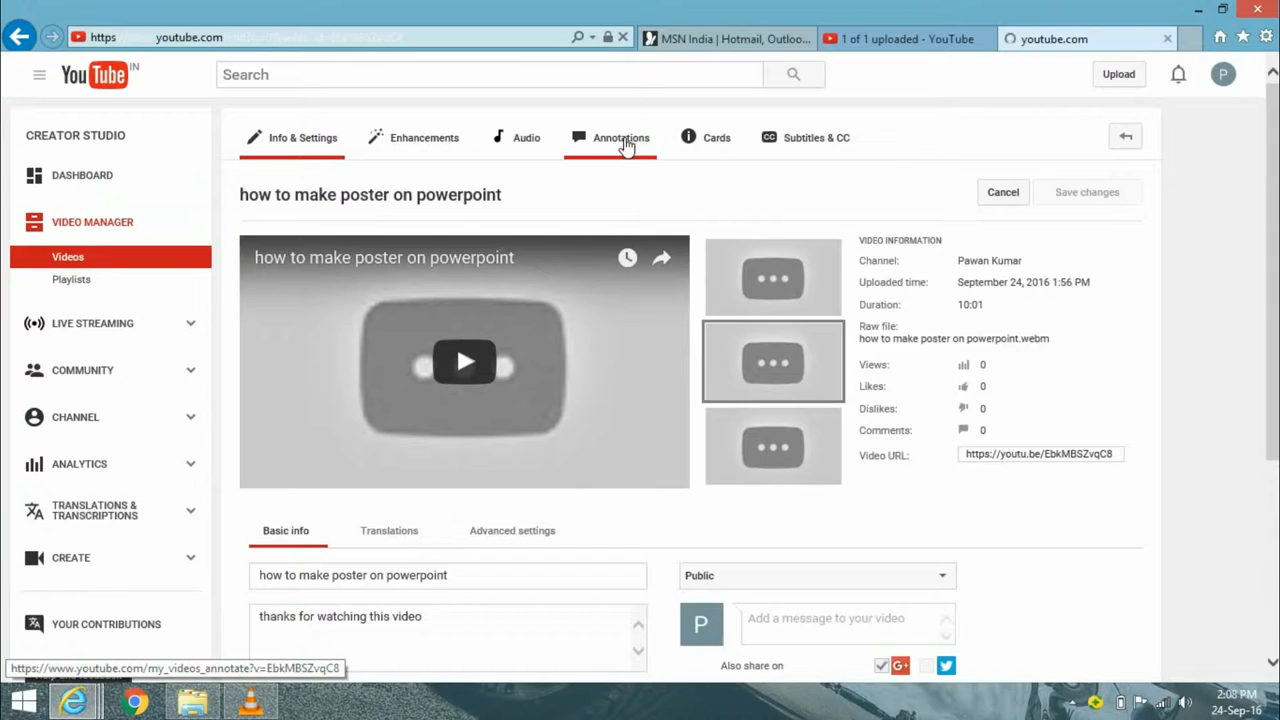 https youtube.com
MSN India | Hotmail, Outloo...
1 of 1 uploaded - YouTube
youtube.com
YouTube IN
Search
Upload
P
CREATOR STUDIO
DASHBOARD
VIDEO MANAGER
Videos
Playlists
LIVE STREAMING
COMMUNITY
CHANNEL
ANALYTICS
TRANSLATIONS &
TRANSCRIPTIONS
CREATE
YOUR CONTRIBUTIONS
Info & Settings
Enhancements
Audio
Annotations
Cards
CC Subtitles & CC
how to make poster on powerpoint
Cancel
Save changes
how to make poster on powerpoint
VIDEO INFORMATION
Channel: Pawan Kumar
Uploaded time: September 24, 2016 1:56 PM
Duration: 10:01
Raw file:
how to make poster on powerpoint.webm
Views: 0
Likes: 0
Dislikes: 0
Comments: 0
Video URL: https://youtu.be/EbkMBSZvqC8
Basic info
Translations
Advanced settings
how to make poster on powerpoint
Public
thanks for watching this video
P
Add a message to your video
Also share on
G+
https://www.youtube.com/my_videos_annotate?v=EbkMBSZvqC8
2:08 PM
24-Sep-16